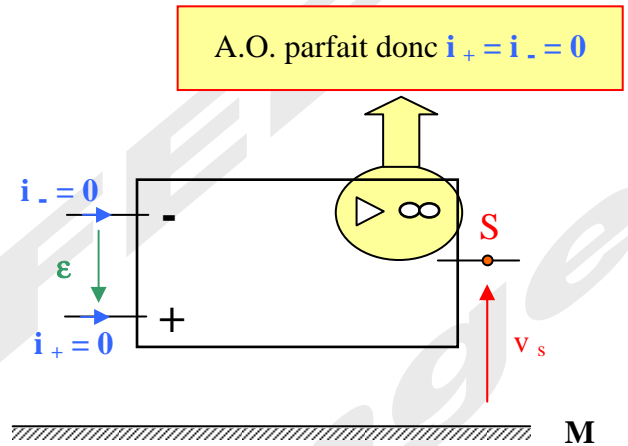 A.O. parfait donc i + = i - = 0
i - = 0
- ▷ ∞
S
ε
+
i + = 0
v s
M